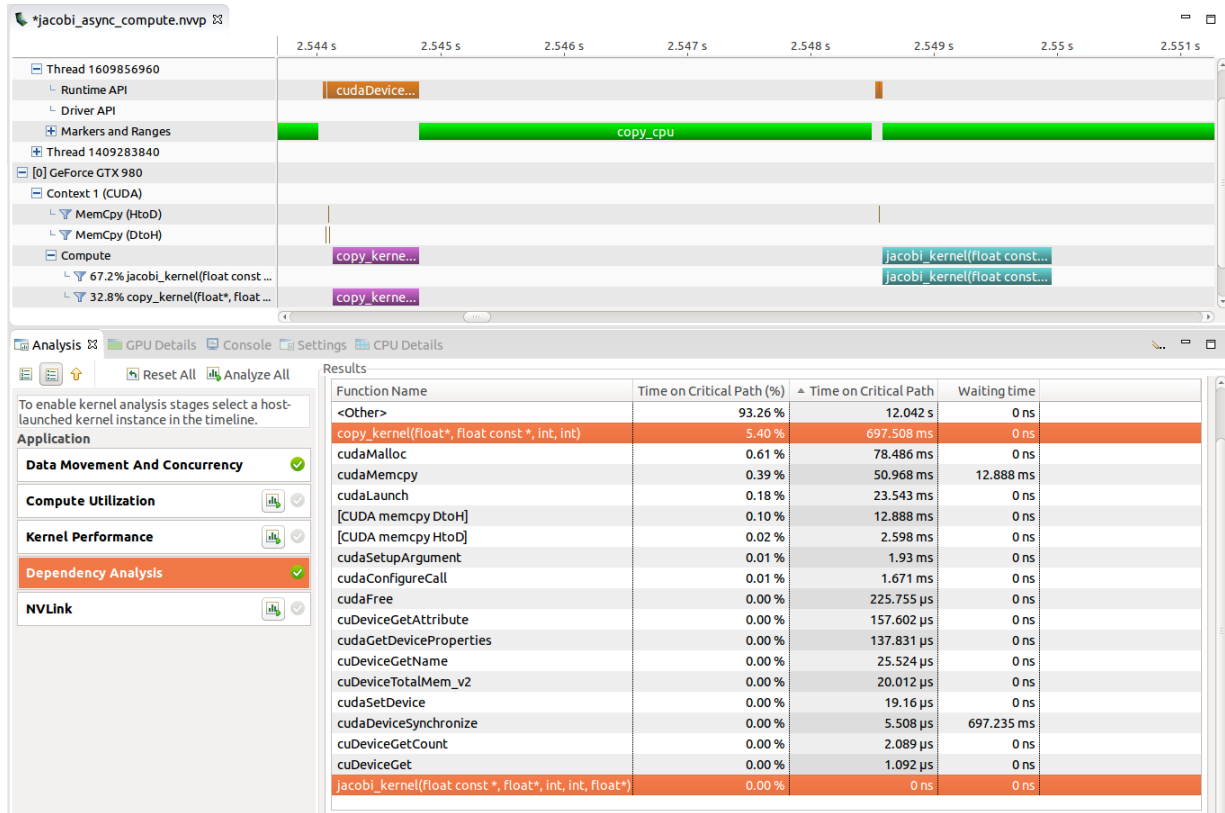 *jacobi_async_compute.nvvp
2.544 s 2.545 s 2.546 s 2.547 s 2.548 s 2.549 s 2.55 s 2.551 s
Thread 1609856960
Runtime API cudaDevice...
Driver API
Markers and Ranges copy_cpu
Thread 1409283840
[0] GeForce GTX 980
Context 1 (CUDA)
MemCpy (HtoD)
MemCpy (DtoH)
Compute copy_kerne... jacobi_kernel(float const...
67.2% jacobi_kernel(float const ... jacobi_kernel(float const...
32.8% copy_kernel(float*, float ... copy_kerne...
Analysis GPU Details Console Settings CPU Details
Reset All Analyze All
To enable kernel analysis stages select a host-
launched kernel instance in the timeline.
Application
Data Movement And Concurrency
Compute Utilization
Kernel Performance
Dependency Analysis
NVLink
Results
Function Name Time on Critical Path (%) Time on Critical Path Waiting time
<Other> 93.26 % 12.042 s 0 ns
copy_kernel(float*, float const *, int, int) 5.40 % 697.508 ms 0 ns
cudaMalloc 0.61 % 78.486 ms 0 ns
cudaMemcpy 0.39 % 50.968 ms 12.888 ms
cudaLaunch 0.18 % 23.543 ms 0 ns
[CUDA memcpy DtoH] 0.10 % 12.888 ms 0 ns
[CUDA memcpy HtoD] 0.02 % 2.598 ms 0 ns
cudaSetupArgument 0.01 % 1.93 ms 0 ns
cudaConfigureCall 0.01 % 1.671 ms 0 ns
cudaFree 0.00 % 225.755 µs 0 ns
cuDeviceGetAttribute 0.00 % 157.602 µs 0 ns
cudaGetDeviceProperties 0.00 % 137.831 µs 0 ns
cuDeviceGetName 0.00 % 25.524 µs 0 ns
cuDeviceTotalMem_v2 0.00 % 20.012 µs 0 ns
cudaSetDevice 0.00 % 19.16 µs 0 ns
cudaDeviceSynchronize 0.00 % 5.508 µs 697.235 ms
cuDeviceGetCount 0.00 % 2.089 µs 0 ns
cuDeviceGet 0.00 % 1.092 µs 0 ns
jacobi_kernel(float const *, float*, int, int, float*) 0.00 % 0 ns 0 ns